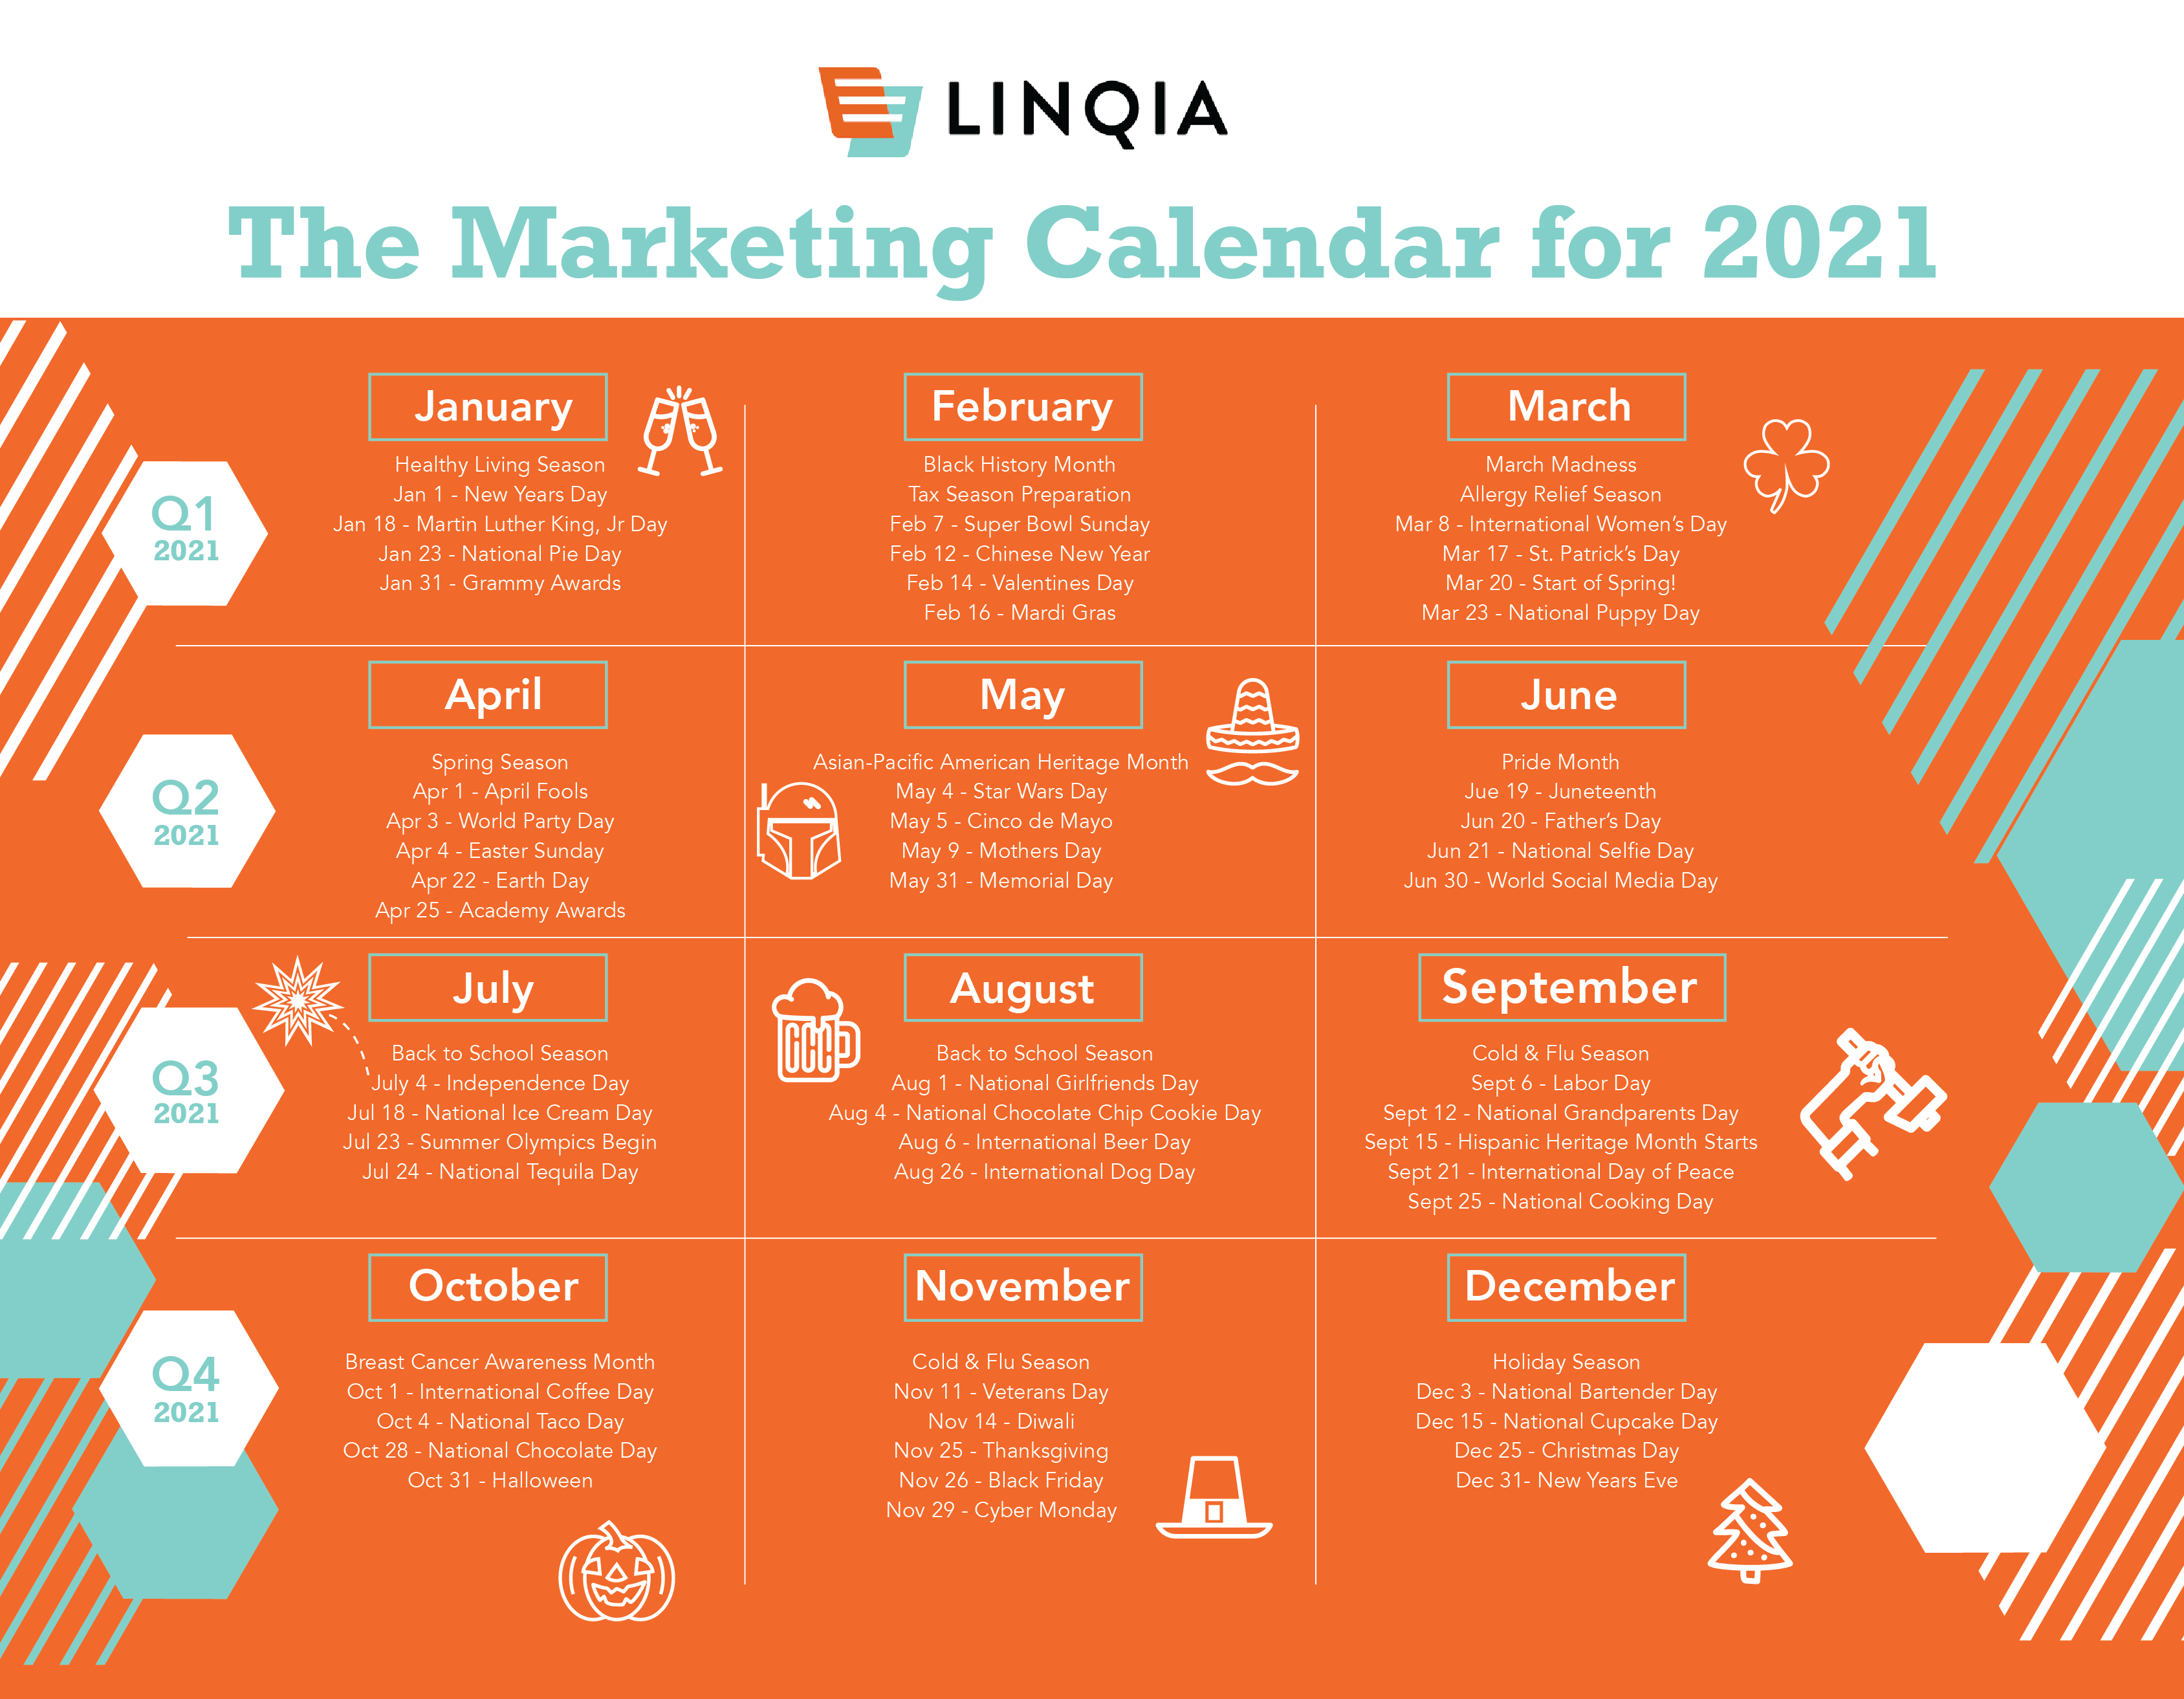 LINQIA
The Marketing Calendar for 2021
Q1
2021
January
Healthy Living Season
Jan 1 - New Years Day
Jan 18 - Martin Luther King, Jr Day
Jan 23 - National Pie Day
Jan 31 - Grammy Awards
February
Black History Month
Tax Season Preparation
Feb 7 - Super Bowl Sunday
Feb 12 - Chinese New Year
Feb 14 - Valentines Day
Feb 16 - Mardi Gras
March
March Madness
Allergy Relief Season
Mar 8 - International Women's Day
Mar 17 - St. Patrick's Day
Mar 20 - Start of Spring!
Mar 23 - National Puppy Day
Q2
2021
April
Spring Season
Apr 1 - April Fools
Apr 3 - World Party Day
Apr 4 - Easter Sunday
Apr 22 - Earth Day
Apr 25 - Academy Awards
May
Asian-Pacific American Heritage Month
May 4 - Star Wars Day
May 5 - Cinco de Mayo
May 9 - Mothers Day
May 31 - Memorial Day
June
Pride Month
Jue 19 - Juneteenth
Jun 20 - Father's Day
Jun 21 - National Selfie Day
Jun 30 - World Social Media Day
Q3
2021
July
Back to School Season
July 4 - Independence Day
Jul 18 - National Ice Cream Day
Jul 23 - Summer Olympics Begin
Jul 24 - National Tequila Day
August
Back to School Season
Aug 1 - National Girlfriends Day
Aug 4 - National Chocolate Chip Cookie Day
Aug 6 - International Beer Day
Aug 26 - International Dog Day
September
Cold & Flu Season
Sept 6 - Labor Day
Sept 12 - National Grandparents Day
Sept 15 - Hispanic Heritage Month Starts
Sept 21 - International Day of Peace
Sept 25 - National Cooking Day
Q4
2021
October
Breast Cancer Awareness Month
Oct 1 - International Coffee Day
Oct 4 - National Taco Day
Oct 28 - National Chocolate Day
Oct 31 - Halloween
November
Cold & Flu Season
Nov 11 - Veterans Day
Nov 14 - Diwali
Nov 25 - Thanksgiving
Nov 26 - Black Friday
Nov 29 - Cyber Monday
December
Holiday Season
Dec 3 - National Bartender Day
Dec 15 - National Cupcake Day
Dec 25 - Christmas Day
Dec 31- New Years Eve